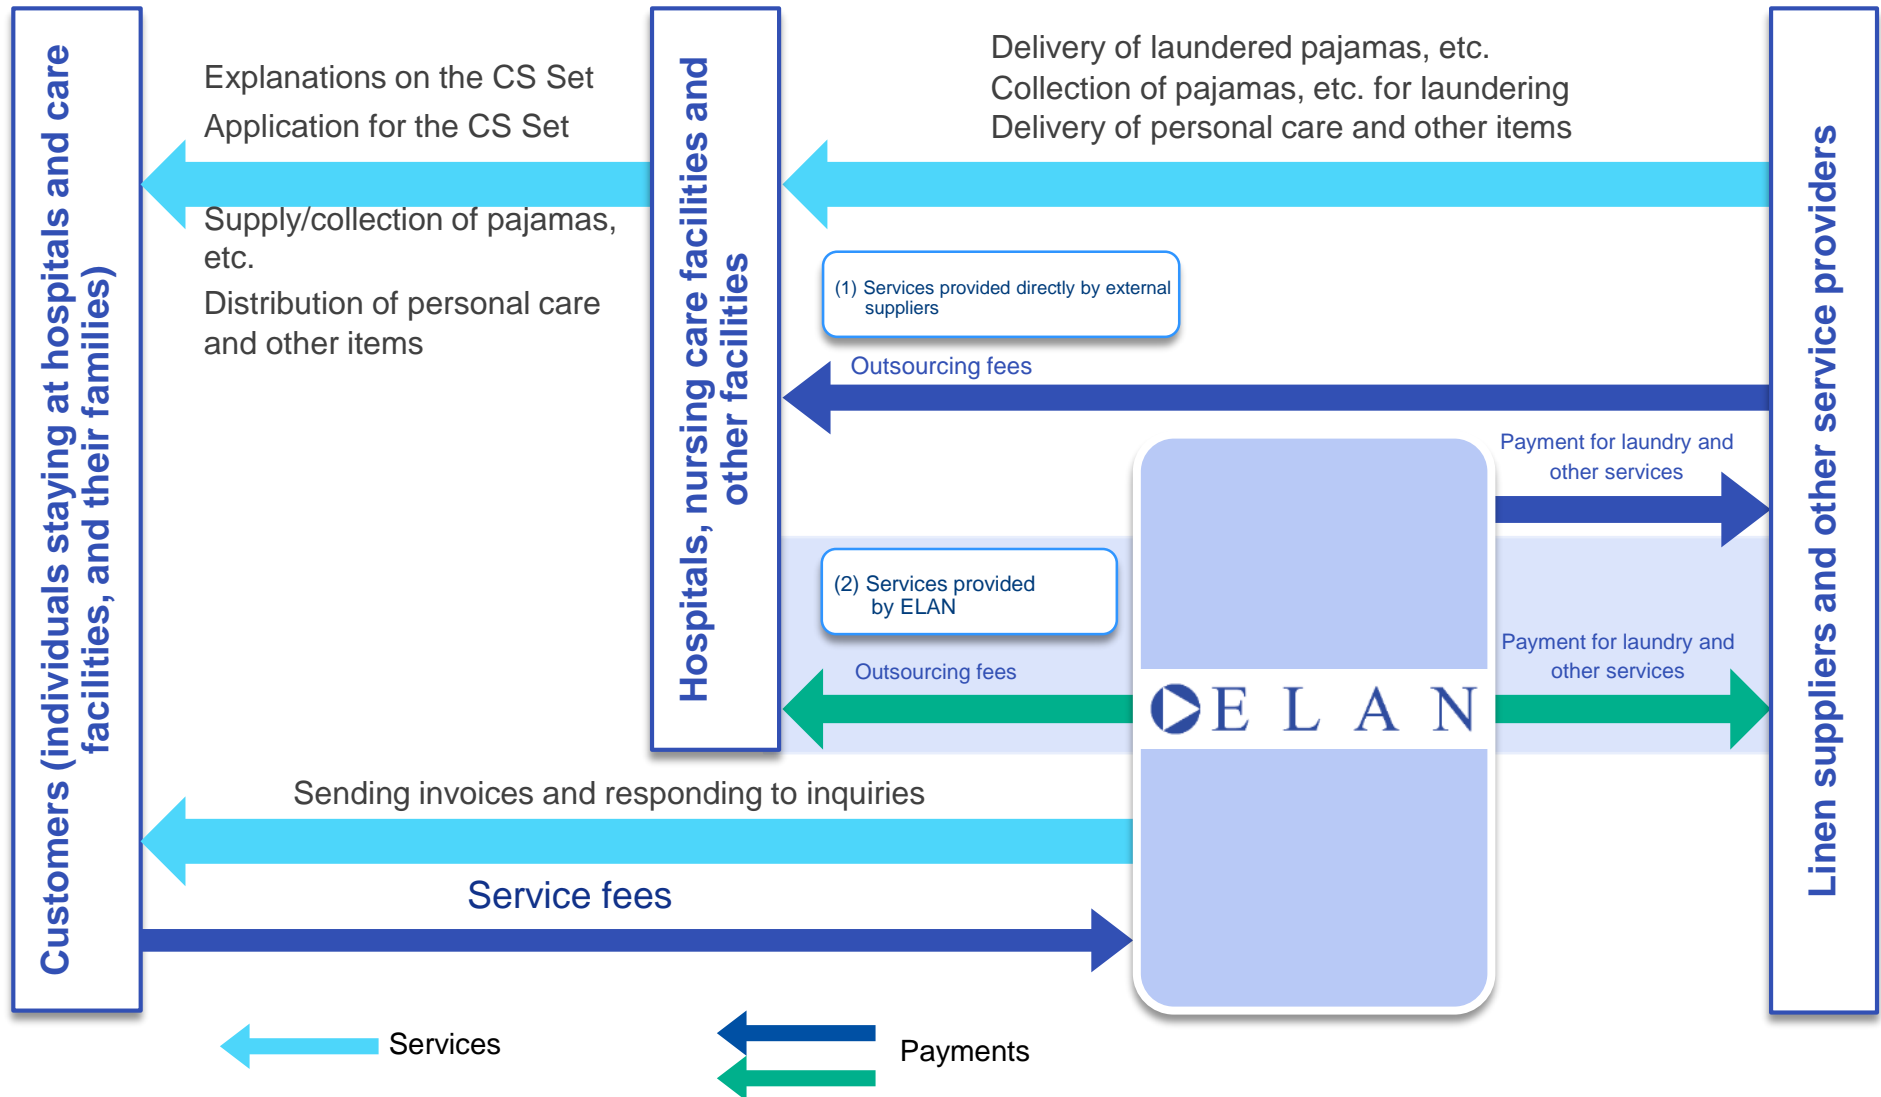 Customers (individuals staying at hospitals and care
facilities, and their families)
Explanations on the CS Set
Application for the CS Set
Supply/collection of pajamas,
etc.
Distribution of personal care
and other items
Hospitals, nursing care facilities and
other facilities
Delivery of laundered pajamas, etc.
Collection of pajamas, etc. for laundering
Delivery of personal care and other items
(1) Services provided directly by external
suppliers
Outsourcing fees
Payment for laundry and
other services
(2) Services provided
by ELAN
Outsourcing fees
Payment for laundry and
other services
ELAN
Linen suppliers and other service providers
Sending invoices and responding to inquiries
Service fees
Services
Payments